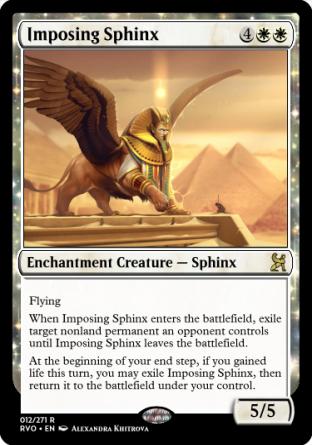 Imposing Sphinx 4
Enchantment Creature — Sphinx
Flying
When Imposing Sphinx enters the battlefield, exile
target nonland permanent an opponent controls
until Imposing Sphinx leaves the battlefield.
At the beginning of your end step, if you gained
life this turn, you may exile Imposing Sphinx, then
return it to the battlefield under your control.
5/5
012/271 R
RVO • EN Alexandra Khitrova